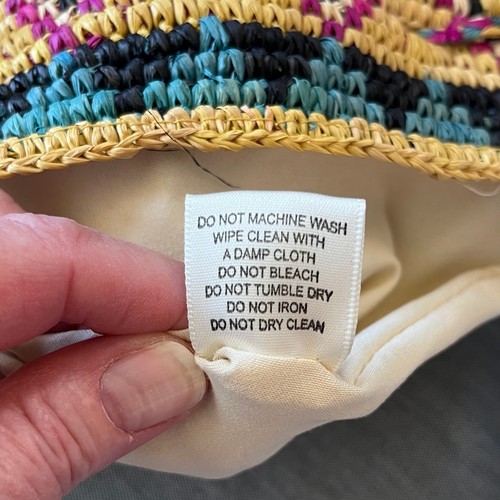 DO NOT MACHINE WASH
WIPE CLEAN WITH
A DAMP CLOTH
DO NOT BLEACH
DO NOT TUMBLE DRY
DO NOT IRON
DO NOT DRY CLEAN